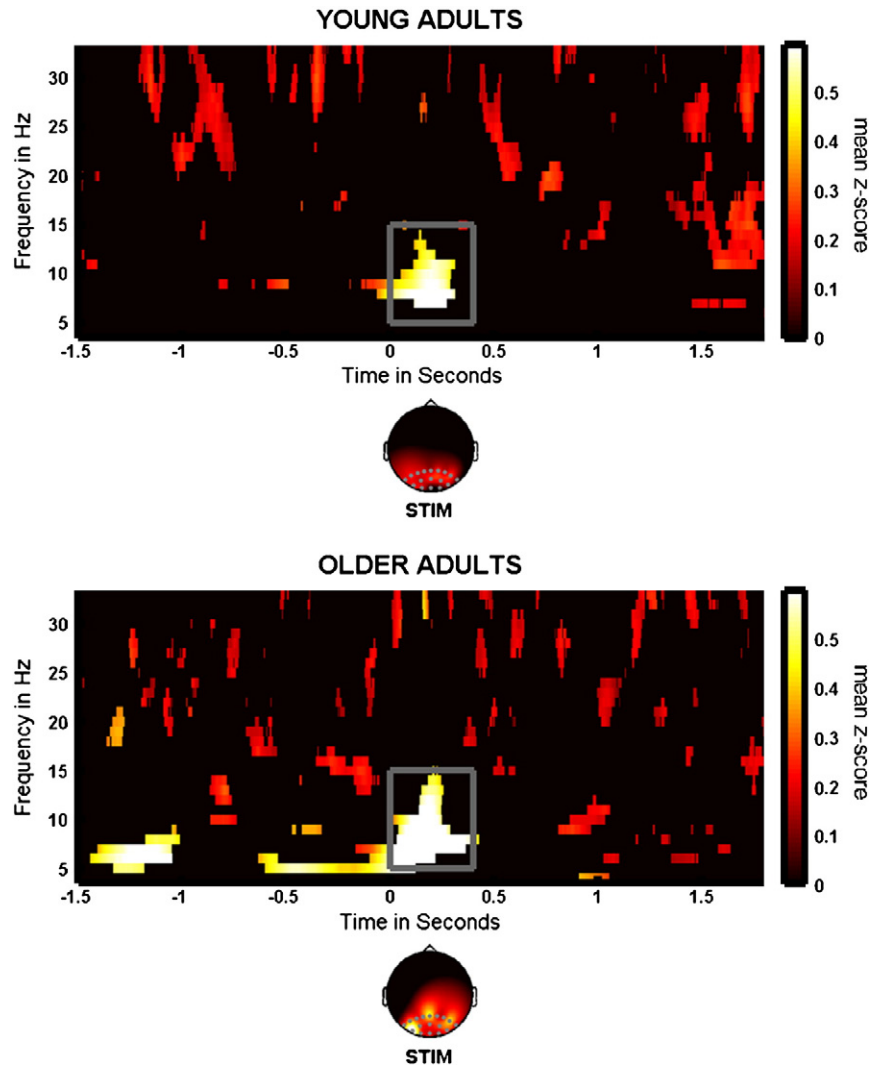 YOUNG ADULTS
Frequency in Hz
30
25
20
15
10
5
-1.5 -1 -0.5 0 0.5 1 1.5
Time in Seconds
0.5
0.4
0.3
0.2
0.1
0
mean z-score
STIM
OLDER ADULTS
Frequency in Hz
30
25
20
15
10
5
-1.5 -1 -0.5 0 0.5 1 1.5
Time in Seconds
0.5
0.4
0.3
0.2
0.1
0
mean z-score
STIM